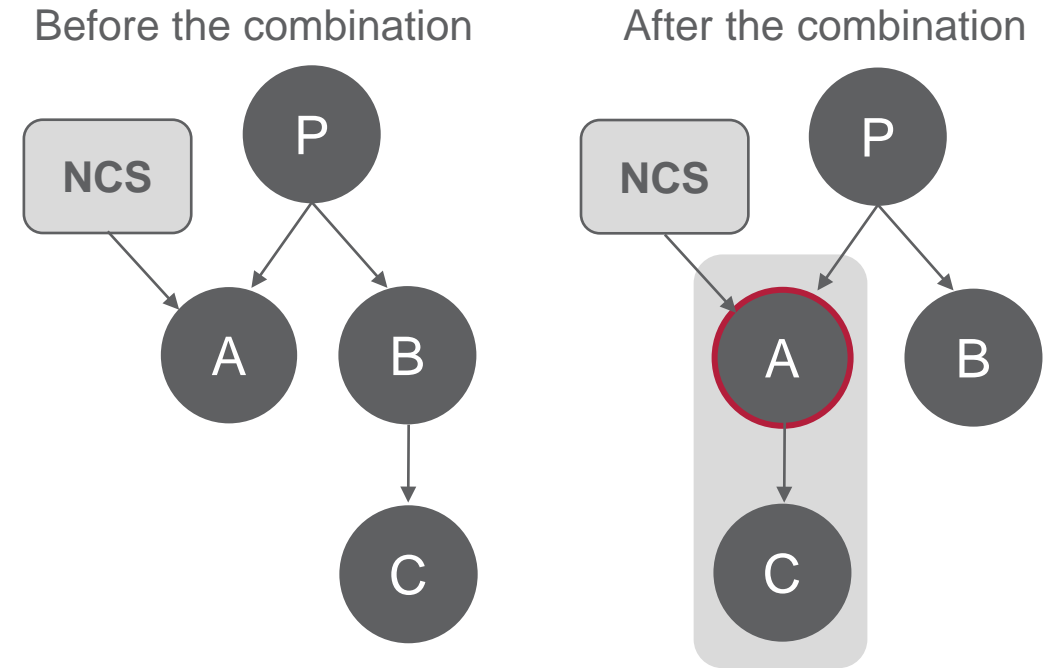 Before the combination
P
NCS
A
B
C
After the combination
P
NCS
A
B
C